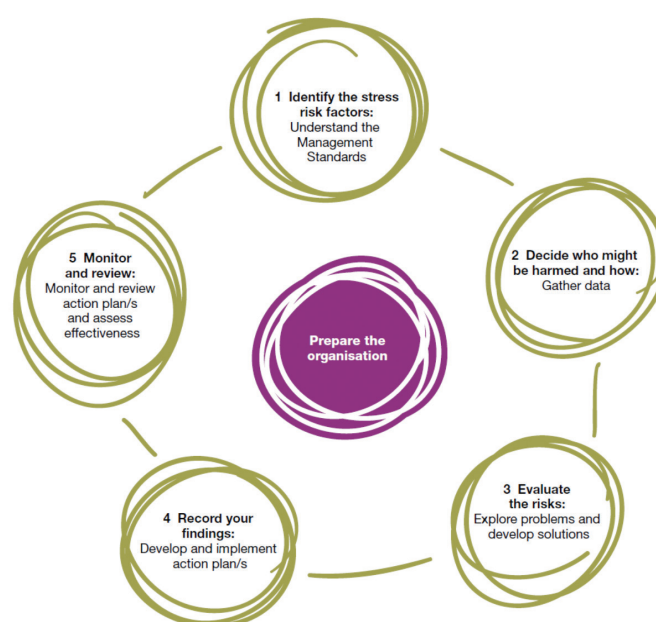 1 Identify the stress
risk factors:
Understand the
Management
Standards
2 Decide who might
be harmed and how:
Gather data
3 Evaluate
the risks:
Explore problems and
develop solutions
4 Record your
findings:
Develop and implement
action plan/s
5 Monitor
and review:
Monitor and review
action plan/s
and assess
effectiveness
Prepare the
organisation